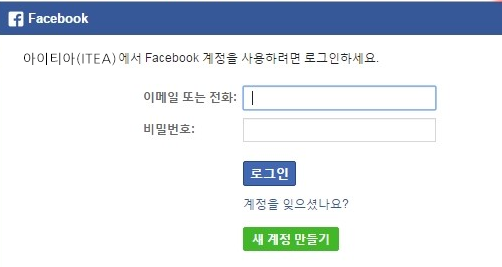 Facebook
아이티아(ITEA)에서 Facebook 계정을 사용하려면 로그인하세요.
이메일 또는 전화:
비밀번호:
로그인
계정을 잊으셨나요?
새 계정 만들기